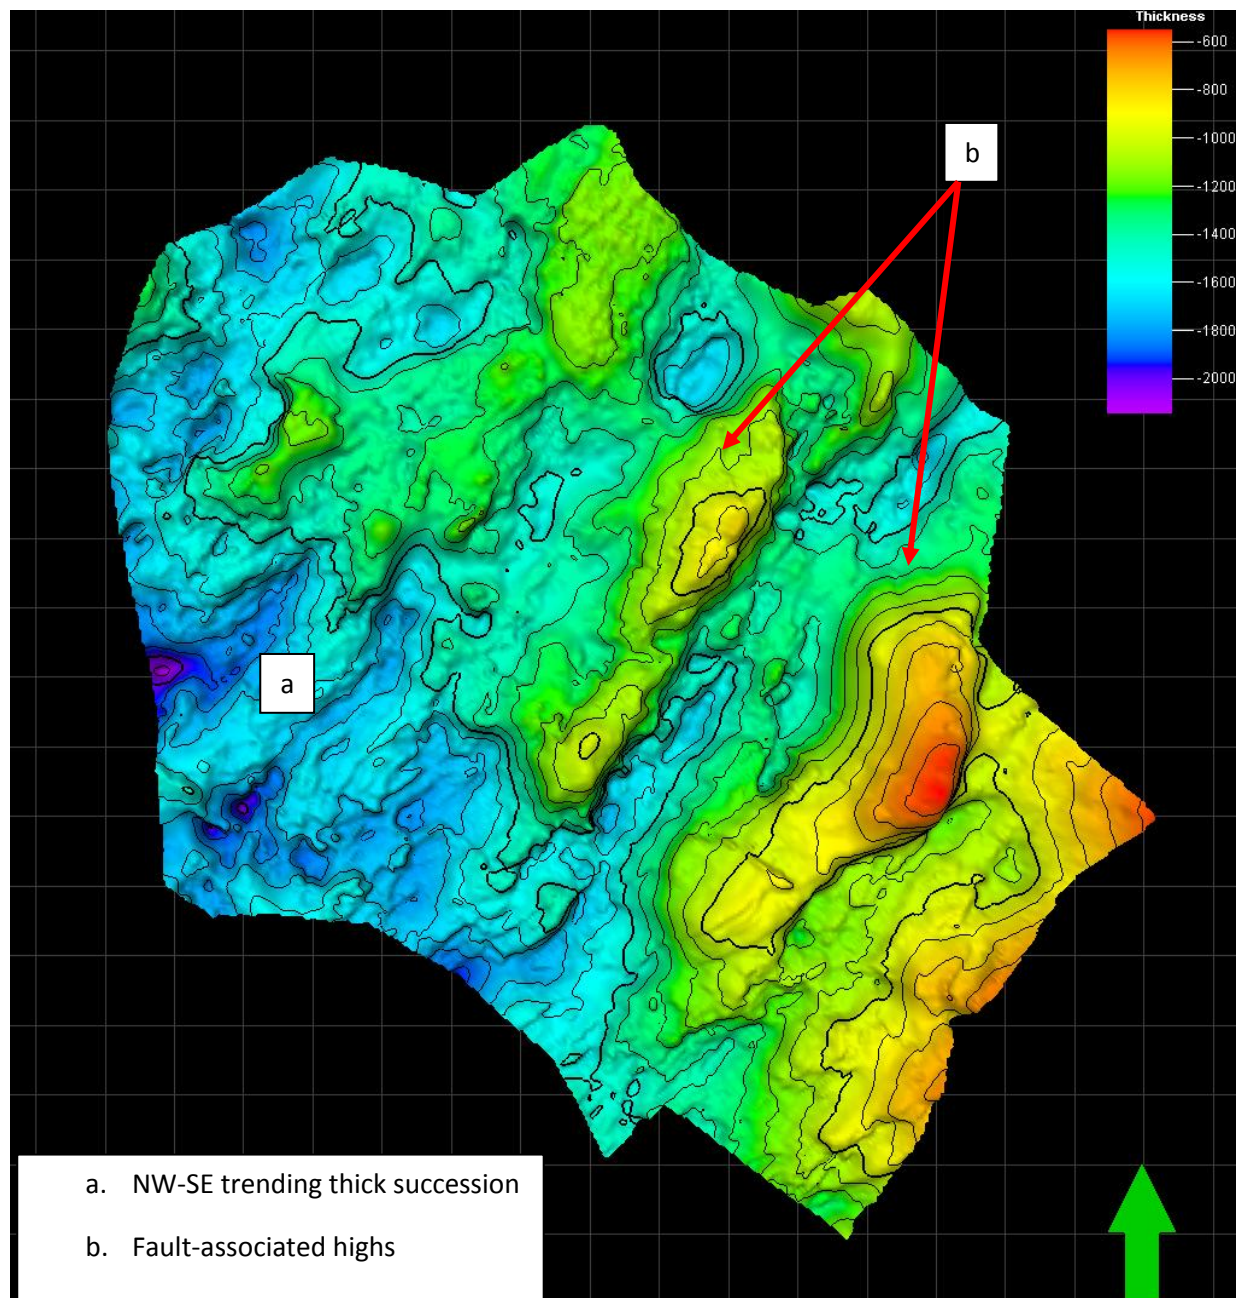 Thickness
-600
-800
-1000
-1200
-1400
-1600
-1800
-2000
b
a
a. NW-SE trending thick succession
b. Fault-associated highs